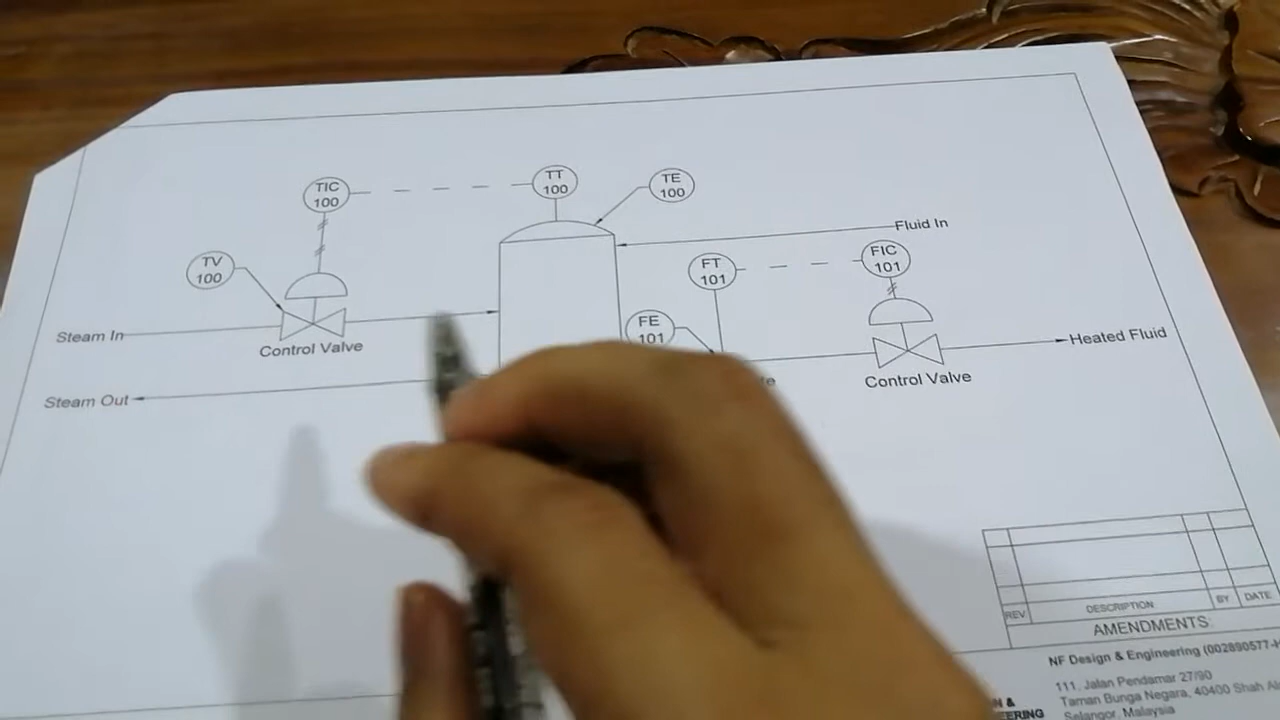 TIC
100
TT
100
TE
100
TV
100
Fluid In
FT
101
FIC
101
FE
101
Steam In
Control Valve
Heated Fluid
Control Valve
Steam Out
REV
DESCRIPTION
BY
DATE
AMENDMENTS:
NF Design & Engineering (002890577-
111, Jalan Pendamar 27/90
Taman Bunga Negara, 40400 Shah
Selangor, Malaysia